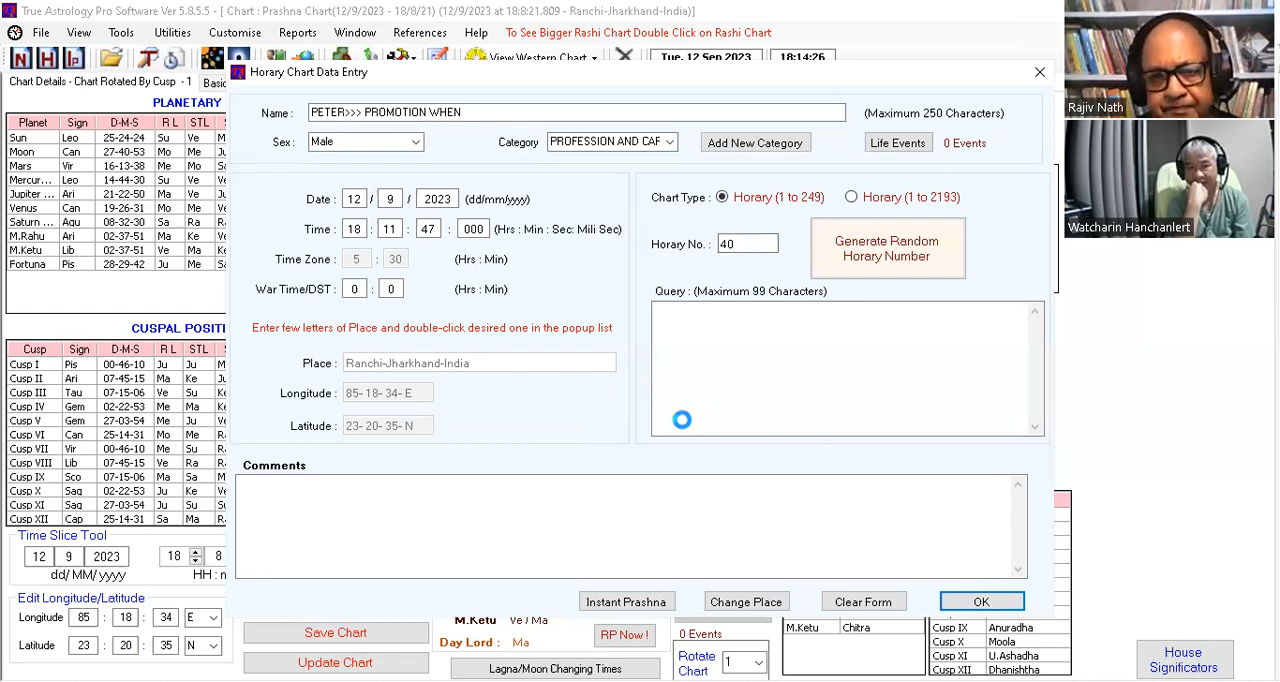 True Astrology Pro Software Ver 5.8.5.5 - [ Chart : Prashna Chart(12/9/2023 - 18/8/21) (12/9/2023 at 18:8:21.809 - Ranchi-Jharkhand-India)]
File View Tools Utilities Customise Reports Window References Help To See Bigger Rashi Chart Double Click on Rashi Chart
N H View Western Chart Tue, 12 Sep 2023 18:14:26
Chart Details - Chart Rotated By Cusp - 1 Basic
Horary Chart Data Entry
PLANETARY
Planet Sign D-M-S R L STL
Sun Leo 25-24-24 Su Ve
Moon Can 27-40-53 Mo Me
Mars Vir 16-13-38 Me Mo
Mercur... Leo 14-44-30 Su Ve
Jupiter ... Ari 21-22-50 Ma Ve
Venus Can 19-26-31 Mo Me
Saturn ... Aqu 08-32-30 Sa Ra
M.Rahu Ari 02-37-51 Ma Ke
M.Ketu Lib 02-37-51 Ve Ma
Fortuna Pis 28-29-42 Ju Me
CUSPAL POSITI
Cusp Sign D-M-S R L STL
Cusp I Pis 00-46-10 Ju Ju
Cusp II Ari 07-45-15 Ma Ke
Cusp III Tau 07-15-06 Ve Su
Cusp IV Gem 02-22-53 Me Ma
Cusp V Gem 27-03-54 Me Ju
Cusp VI Can 25-14-31 Mo Me
Cusp VII Vir 00-46-10 Me Su
Cusp VIII Lib 07-45-15 Ve Ra
Cusp IX Sco 07-15-06 Ma Sa
Cusp X Sag 02-22-53 Ju Ke
Cusp XI Sag 27-03-54 Ju Su
Cusp XII Cap 25-14-31 Sa Ma
Time Slice Tool
12 9 2023 18 8
dd/ MM/ yyyy HH :
Edit Longitude/Latitude
Longitude 85 : 18 : 34 E
Latitude 23 : 20 : 35 N
Name : PETER>>> PROMOTION WHEN (Maximum 250 Characters)
Sex : Male Category PROFESSION AND CAF Add New Category Life Events 0 Events
Date : 12 / 9 / 2023 (dd/mm/yyyy)
Time : 18 : 11 : 47 : 000 (Hrs : Min : Sec: Mili Sec)
Time Zone : 5 : 30 (Hrs : Min)
War Time/DST : 0 : 0 (Hrs : Min)
Enter few letters of Place and double-click desired one in the popup list
Place : Ranchi-Jharkhand-India
Longitude : 85- 18- 34- E
Latitude : 23- 20- 35- N
Chart Type : Horary (1 to 249) Horary (1 to 2193)
Horary No. : 40
Generate Random
Horary Number
Query : (Maximum 99 Characters)
Comments
Instant Prashna Change Place Clear Form OK
Save Chart
Update Chart
M.Ketu Ve / Ma
Day Lord : Ma RP Now !
Lagna/Moon Changing Times
0 Events
Rotate
Chart 1
M.Ketu Chitra
Cusp IX Anuradha
Cusp X Moola
Cusp XI U.Ashadha
Cusp XII Dhanishtha
House
Significators
Rajiv Nath
Watcharin Hanchanlert